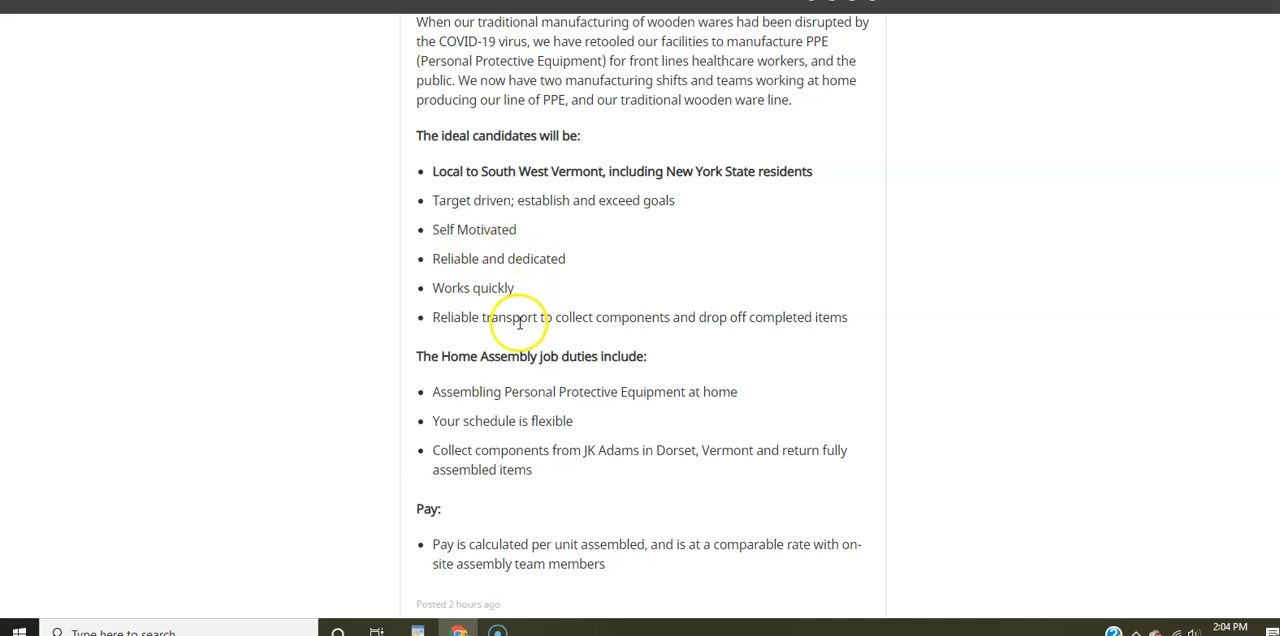 When our traditional manufacturing of wooden wares had been disrupted by
the COVID-19 virus, we have retooled our facilities to manufacture PPE
(Personal Protective Equipment) for front lines healthcare workers, and the
public. We now have two manufacturing shifts and teams working at home
producing our line of PPE, and our traditional wooden ware line.
The ideal candidates will be:
• Local to South West Vermont, including New York State residents
• Target driven; establish and exceed goals
• Self Motivated
• Reliable and dedicated
• Works quickly
• Reliable transport to collect components and drop off completed items
The Home Assembly job duties include:
• Assembling Personal Protective Equipment at home
• Your schedule is flexible
• Collect components from JK Adams in Dorset, Vermont and return fully
assembled items
Pay:
• Pay is calculated per unit assembled, and is at a comparable rate with on-
site assembly team members
Posted 2 hours ago
Type here to search
2:04 PM